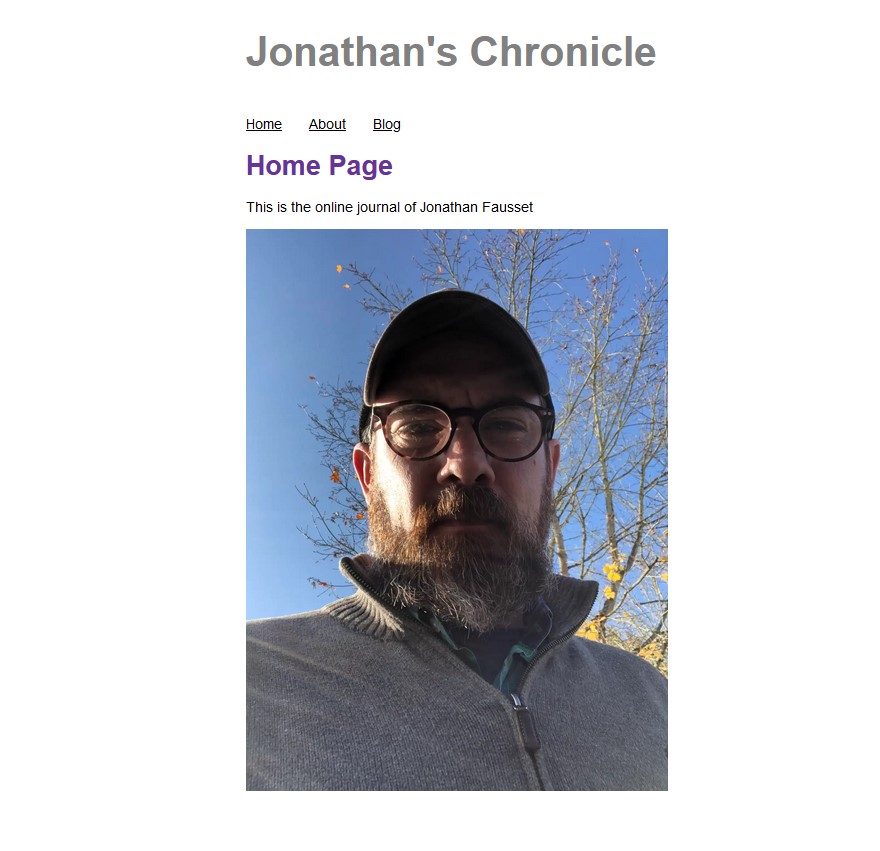 Jonathan's Chronicle
Home About Blog
Home Page
This is the online journal of Jonathan Fausset